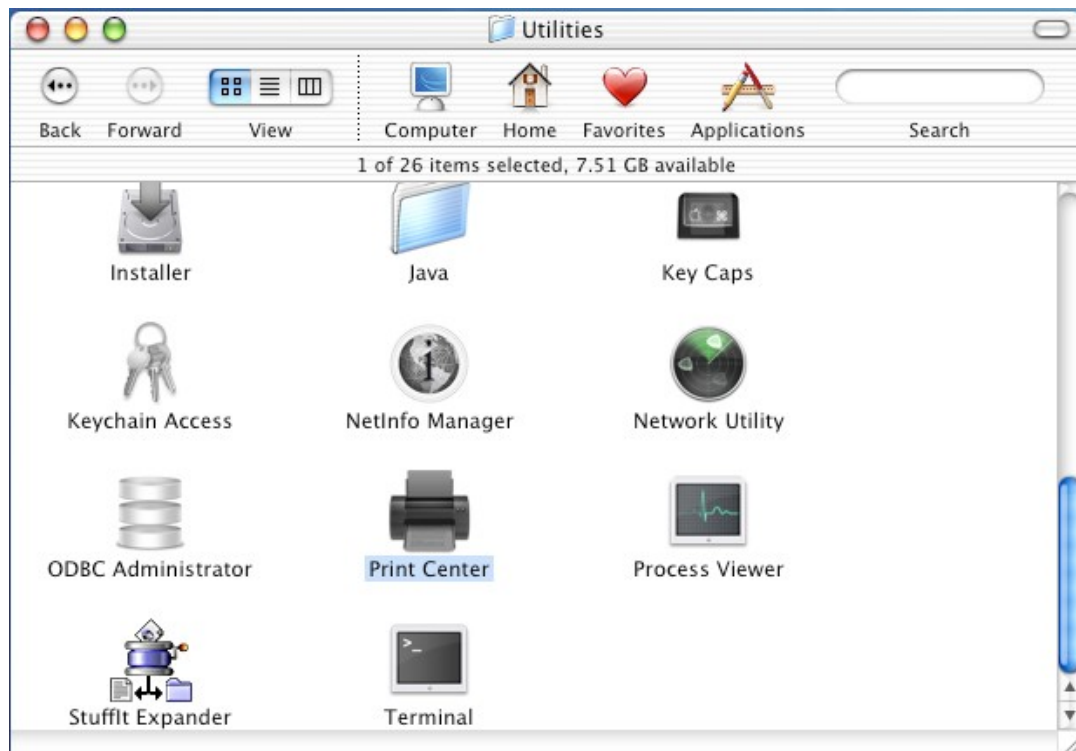 Utilities
Back Forward View Computer Home Favorites Applications Search
1 of 26 items selected, 7.51 GB available
Installer Java Key Caps
Keychain Access NetInfo Manager Network Utility
ODBC Administrator Print Center Process Viewer
StuffIt Expander Terminal